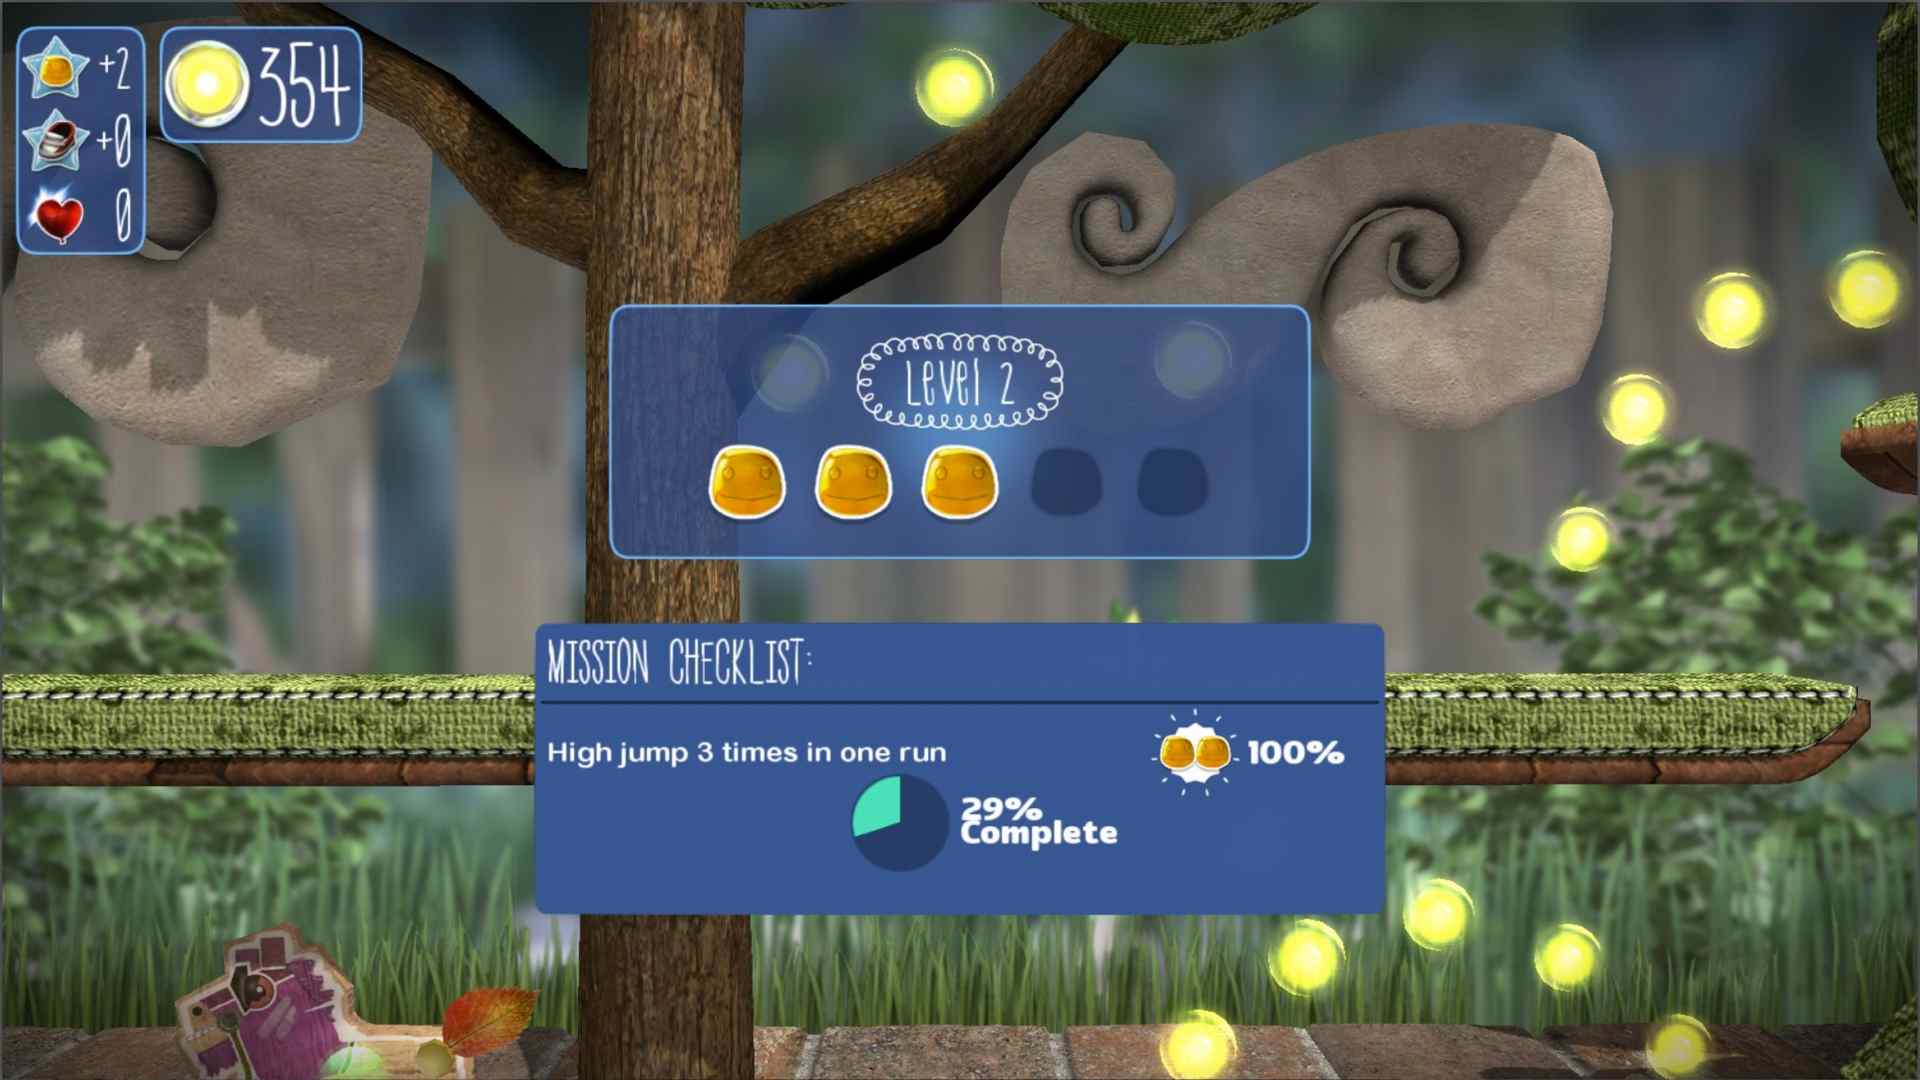 +2
354
+0
0
Level 2
MISSION CHECKLIST:
High jump 3 times in one run
100%
29%
Complete